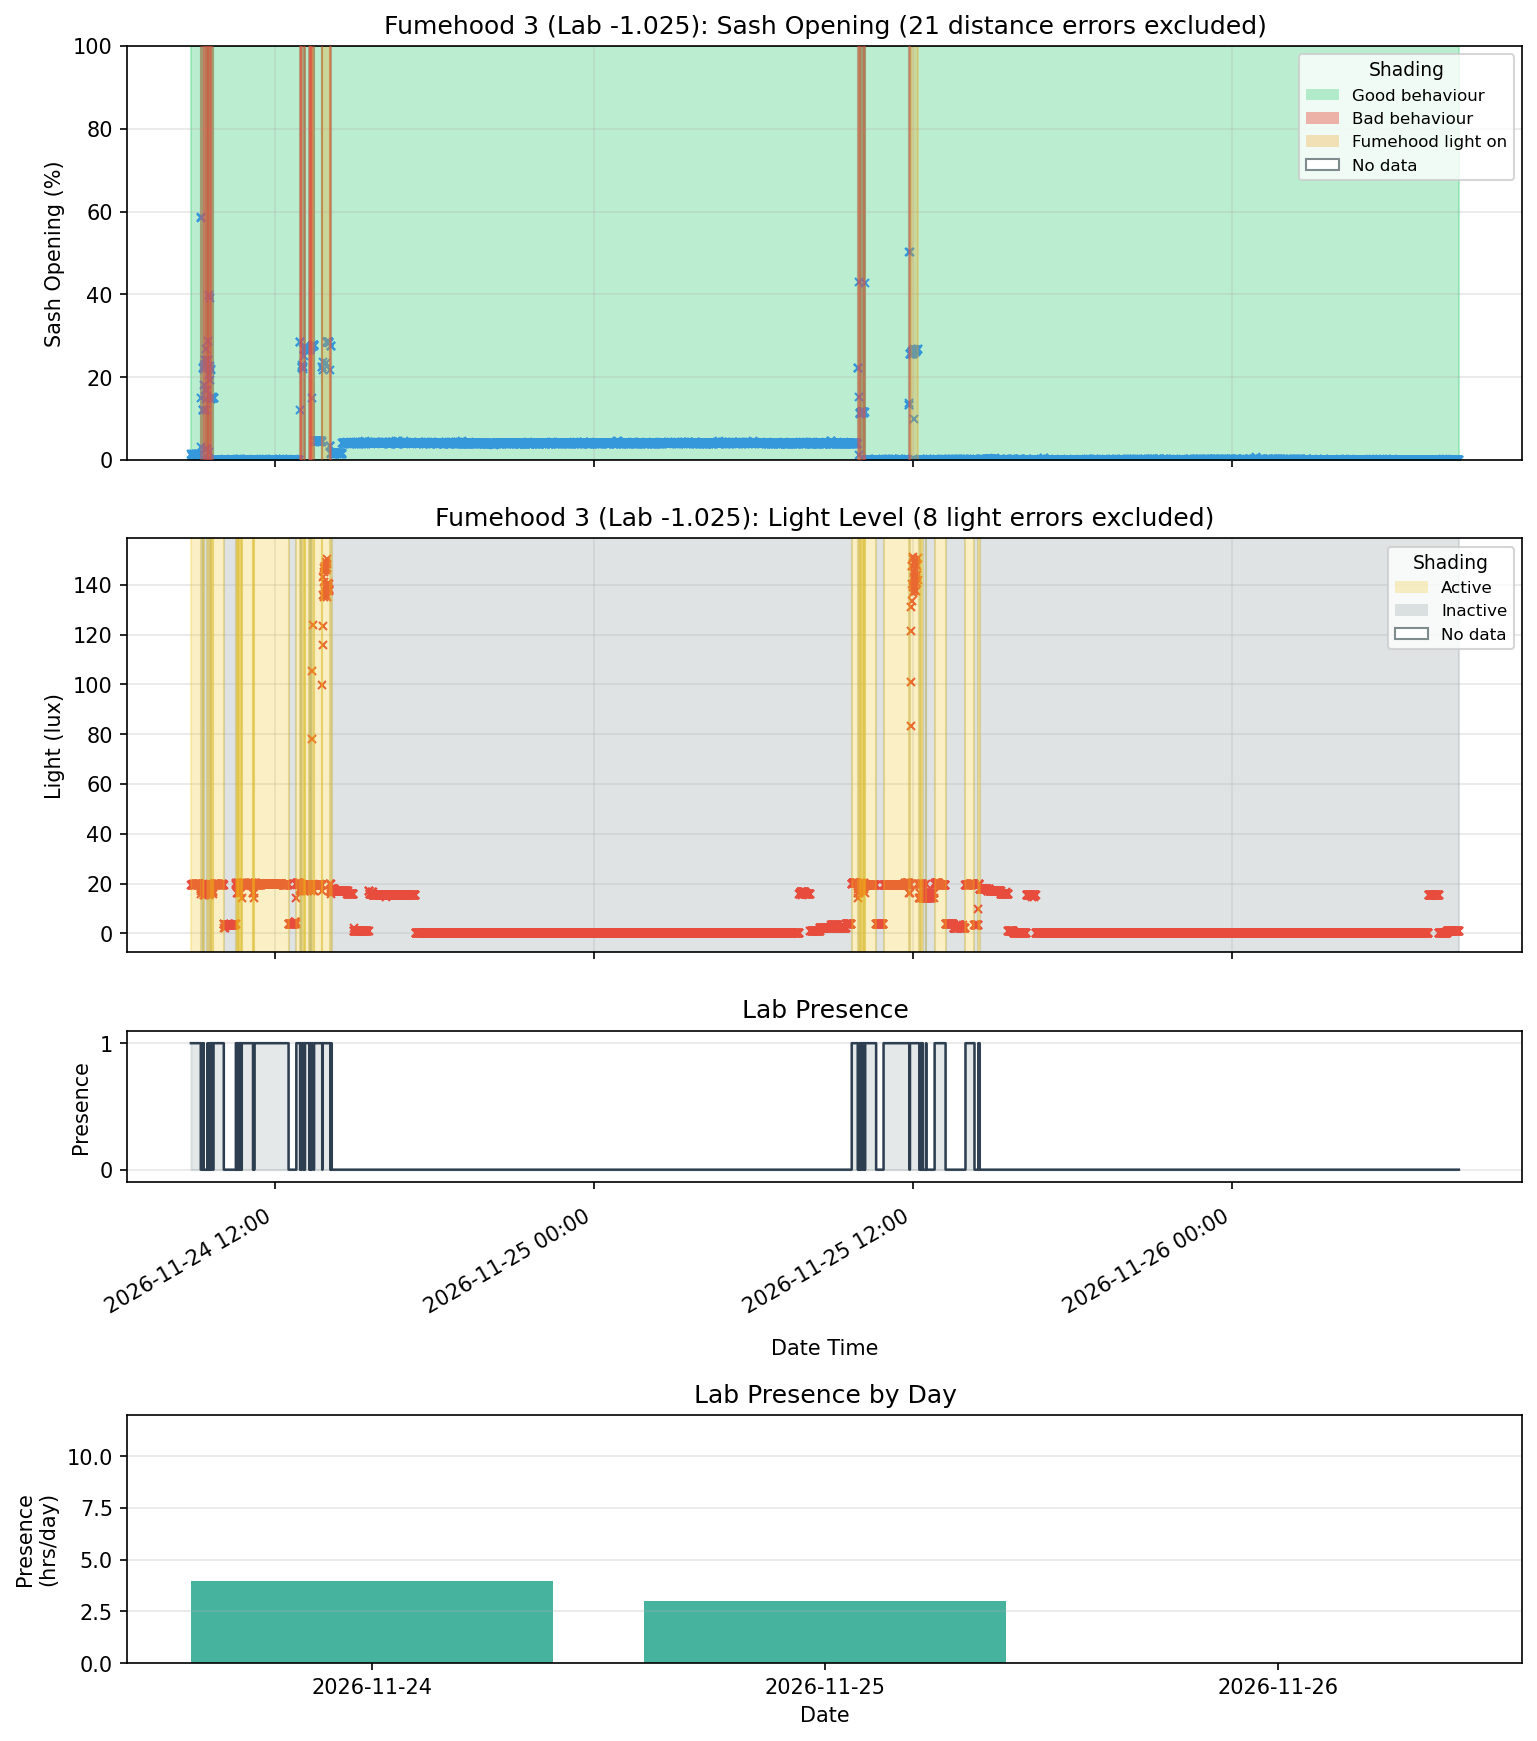 Fumehood 3 (Lab -1.025): Sash Opening (21 distance errors excluded)
100
80
60
40
20
0
Sash Opening (%)
Shading
Good behaviour
Bad behaviour
Fumehood light on
No data
Fumehood 3 (Lab -1.025): Light Level (8 light errors excluded)
140
120
100
80
60
40
20
0
Light (lux)
Shading
Active
Inactive
No data
Lab Presence
1
0
Presence
2026-11-24 12:00
2026-11-25 00:00
2026-11-25 12:00
2026-11-26 00:00
Date Time
Lab Presence by Day
10.0
7.5
5.0
2.5
0.0
Presence
(hrs/day)
2026-11-24
2026-11-25
2026-11-26
Date